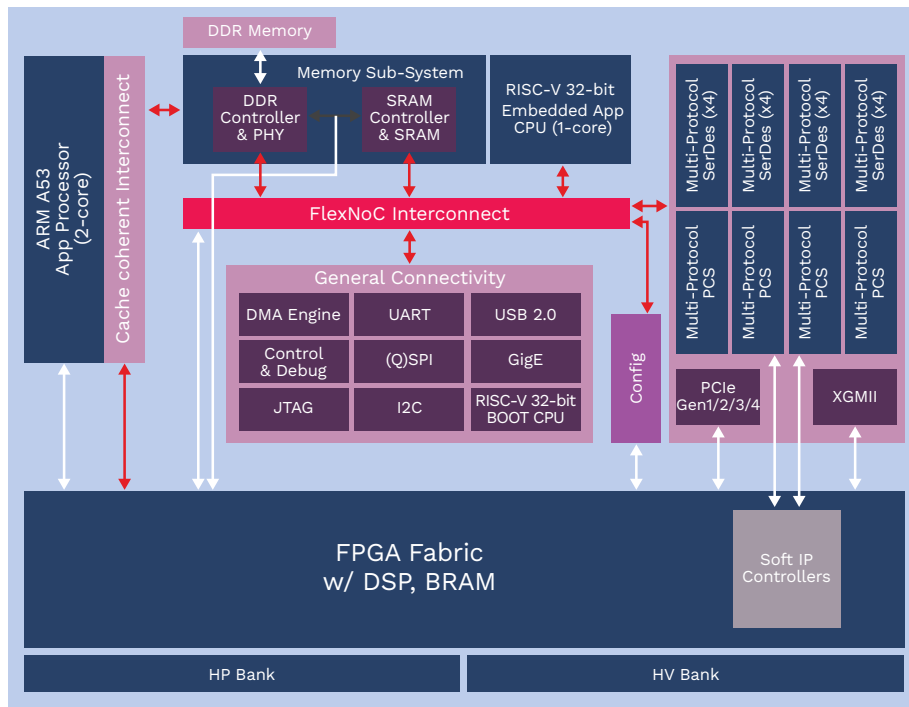 DDR Memory
Memory Sub-System
DDR
Controller
& PHY
SRAM
Controller
& SRAM
RISC-V 32-bit
Embedded App
CPU (1-core)
ARM A53
App Processor
(2-core)
Cache coherent Interconnect
FlexNoC Interconnect
General Connectivity
DMA Engine
UART
USB 2.0
Control
& Debug
(Q)SPI
GigE
JTAG
I2C
RISC-V 32-bit
BOOT CPU
Config
Multi-Protocol
SerDes (x4)
Multi-Protocol
SerDes (x4)
Multi-Protocol
SerDes (x4)
Multi-Protocol
SerDes (x4)
Multi-Protocol
PCS
Multi-Protocol
PCS
Multi-Protocol
PCS
Multi-Protocol
PCS
PCIe
Gen1/2/3/4
XGMII
FPGA Fabric
w/ DSP, BRAM
Soft IP
Controllers
HP Bank
HV Bank